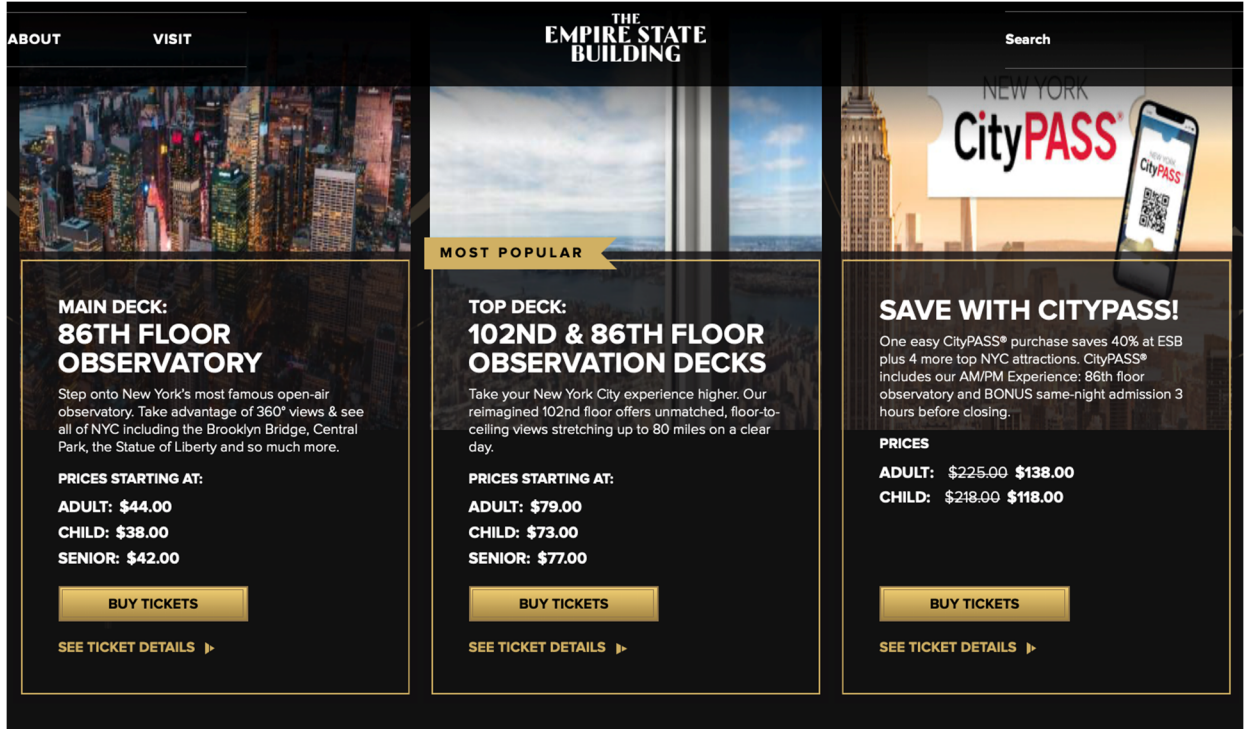 ABOUT
VISIT
THE
EMPIRE STATE
BUILDING
Search
MAIN DECK:
86TH FLOOR
OBSERVATORY
Step onto New York's most famous open-air
observatory. Take advantage of 360° views & see
all of NYC including the Brooklyn Bridge, Central
Park, the Statue of Liberty and so much more.
PRICES STARTING AT:
ADULT: $44.00
CHILD: $38.00
SENIOR: $42.00
BUY TICKETS
SEE TICKET DETAILS
MOST POPULAR
TOP DECK:
102ND & 86TH FLOOR
OBSERVATION DECKS
Take your New York City experience higher. Our
reimagined 102nd floor offers unmatched, floor-to-
ceiling views stretching up to 80 miles on a clear
day.
PRICES STARTING AT:
ADULT: $79.00
CHILD: $73.00
SENIOR: $77.00
BUY TICKETS
SEE TICKET DETAILS
NEW YORK
CityPASS®
NEW YORK
CityPASS
SAVE WITH CITYPASS!
One easy CityPASS® purchase saves 40% at ESB
plus 4 more top NYC attractions. CityPASS®
includes our AM/PM Experience: 86th floor
observatory and BONUS same-night admission 3
hours before closing.
PRICES
ADULT: $225.00 $138.00
CHILD: $218.00 $118.00
BUY TICKETS
SEE TICKET DETAILS